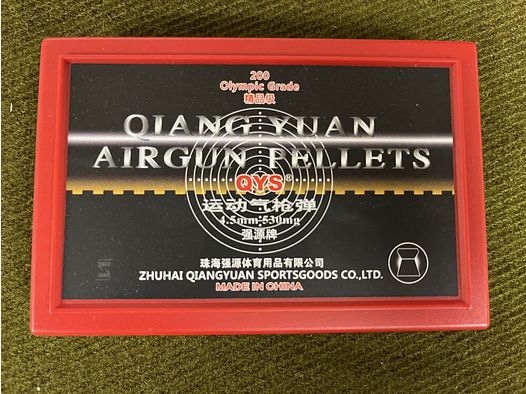 200
Olympic Grade
精品级
QIANG YUAN
AIRGUN PELLETS
QYS®
运动气枪弹
4.5mm 530mg
强源牌
珠海强源体育用品有限公司
ZHUHAI QIANGYUAN SPORTSGOODS CO.,LTD.
MADE IN CHINA